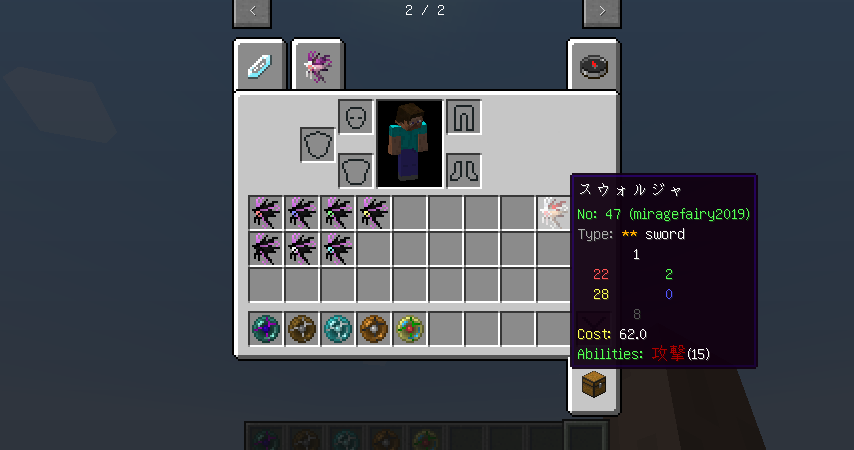 < 2 / 2 >
スウォルジャ
No: 47 (miragefairy2019)
Type: ** sword
1
22 2
28 0
8
Cost: 62.0
Abilities: 攻撃(15)